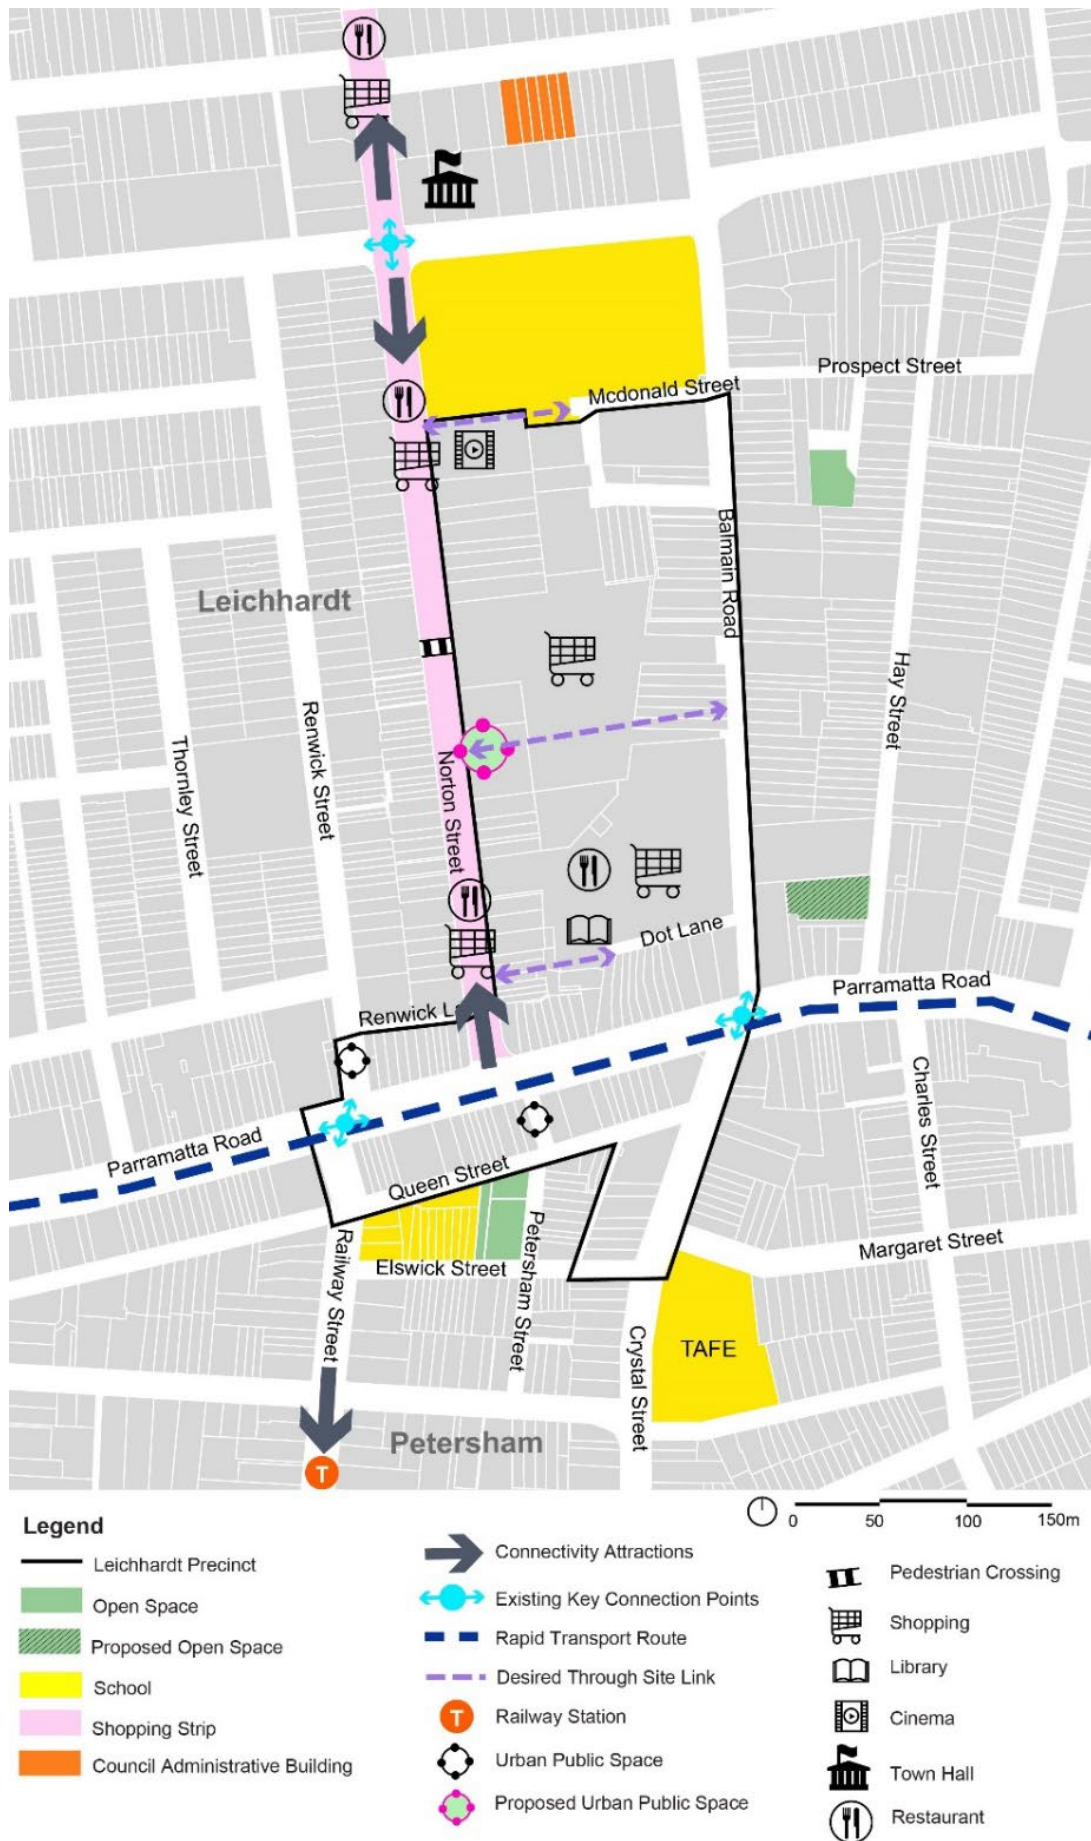 Mcdonald Street
Prospect Street
Balmain Road
Leichhardt
Hay Street
Renwick Street
Thornley Street
Norton Street
Dot Lane
Parramatta Road
Renwick La
Parramatta Road
Charles Street
Queen Street
Petersham Street
Railway Street
Elswick Street
Margaret Street
Crystal Street
TAFE
Petersham
T
0 50 100 150m
Legend
Leichhardt Precinct
Open Space
Proposed Open Space
School
Shopping Strip
Council Administrative Building
Connectivity Attractions
Existing Key Connection Points
Rapid Transport Route
Desired Through Site Link
T Railway Station
Urban Public Space
Proposed Urban Public Space
Pedestrian Crossing
Shopping
Library
Cinema
Town Hall
Restaurant